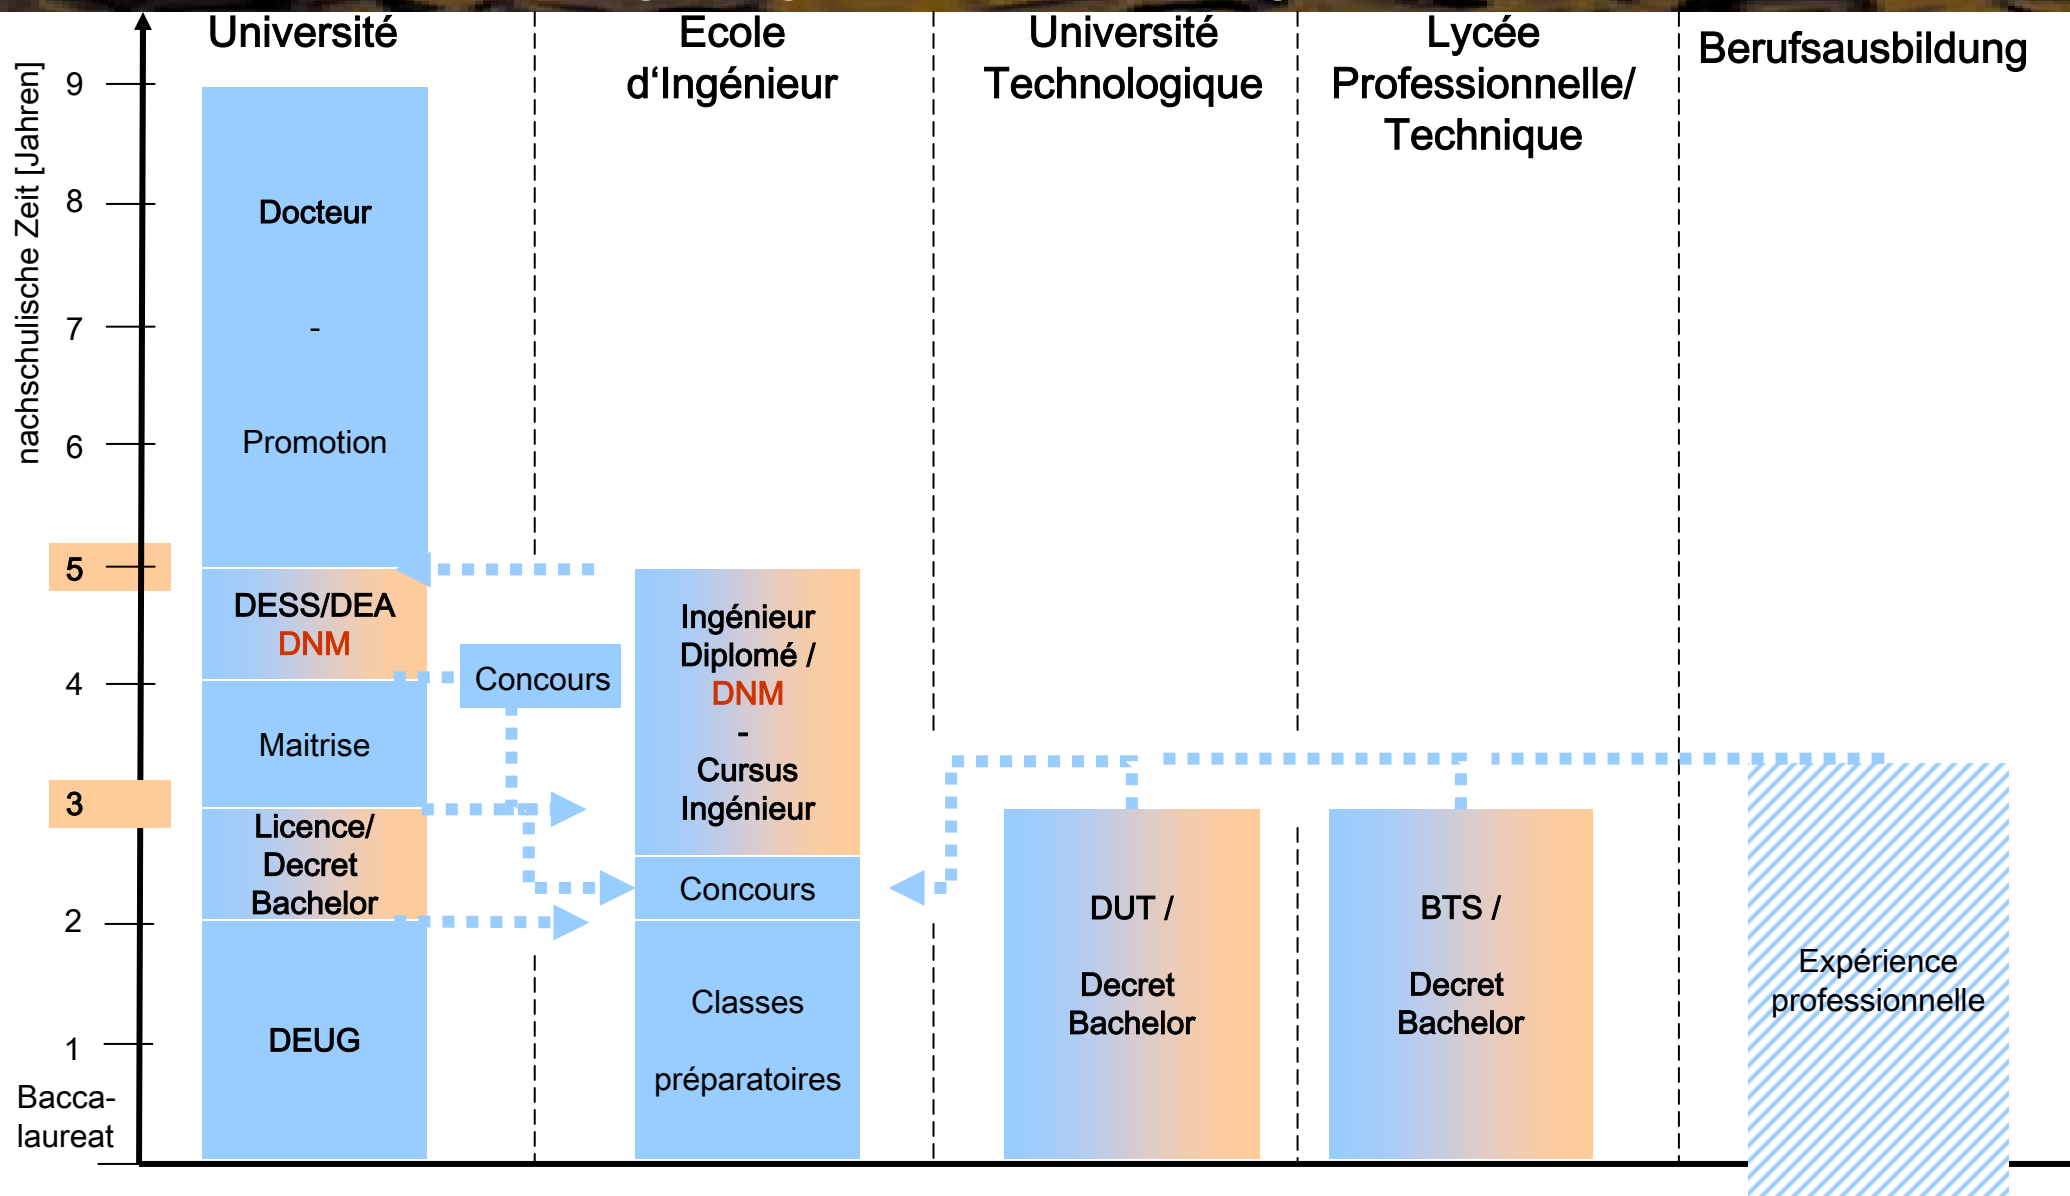 Université
Ecole
d‘Ingénieur
Université
Technologique
Lycée
Professionnelle/
Technique
Berufsausbildung
nachschulische Zeit [Jahren]
9
8
7
6
5
4
3
2
1
Bacca-
laureat
Docteur
-
Promotion
DESS/DEA
DNM
Maitrise
Licence/
Decret
Bachelor
DEUG
Concours
Ingénieur
Diplomé /
DNM
-
Cursus
Ingénieur
Concours
Classes
préparatoires
DUT /
Decret
Bachelor
BTS /
Decret
Bachelor
Expérience
professionnelle